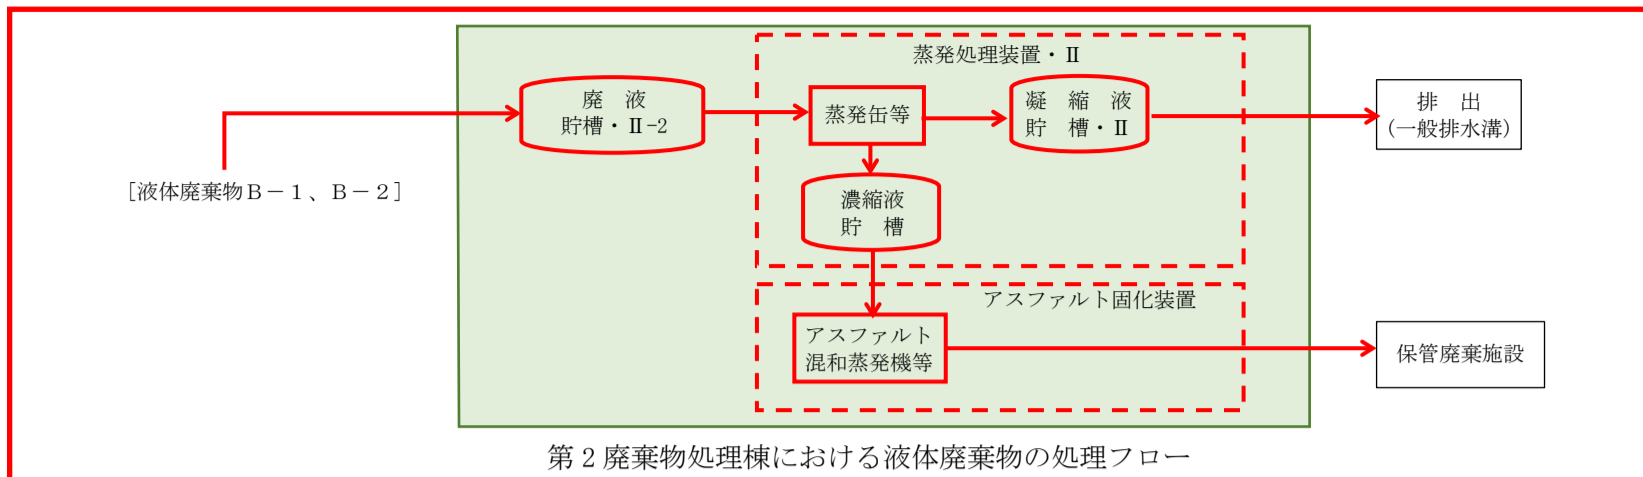 蒸発処理装置・Ⅱ
廃　液
貯槽・Ⅱ-2
蒸発缶等
凝　縮　液
貯　槽・Ⅱ
排　出
(一般排水溝)
[液体廃棄物Ｂ－１、Ｂ－２]
濃縮液
貯　槽
アスファルト固化装置
アスファルト
混和蒸発機等
保管廃棄施設
第２廃棄物処理棟における液体廃棄物の処理フロー